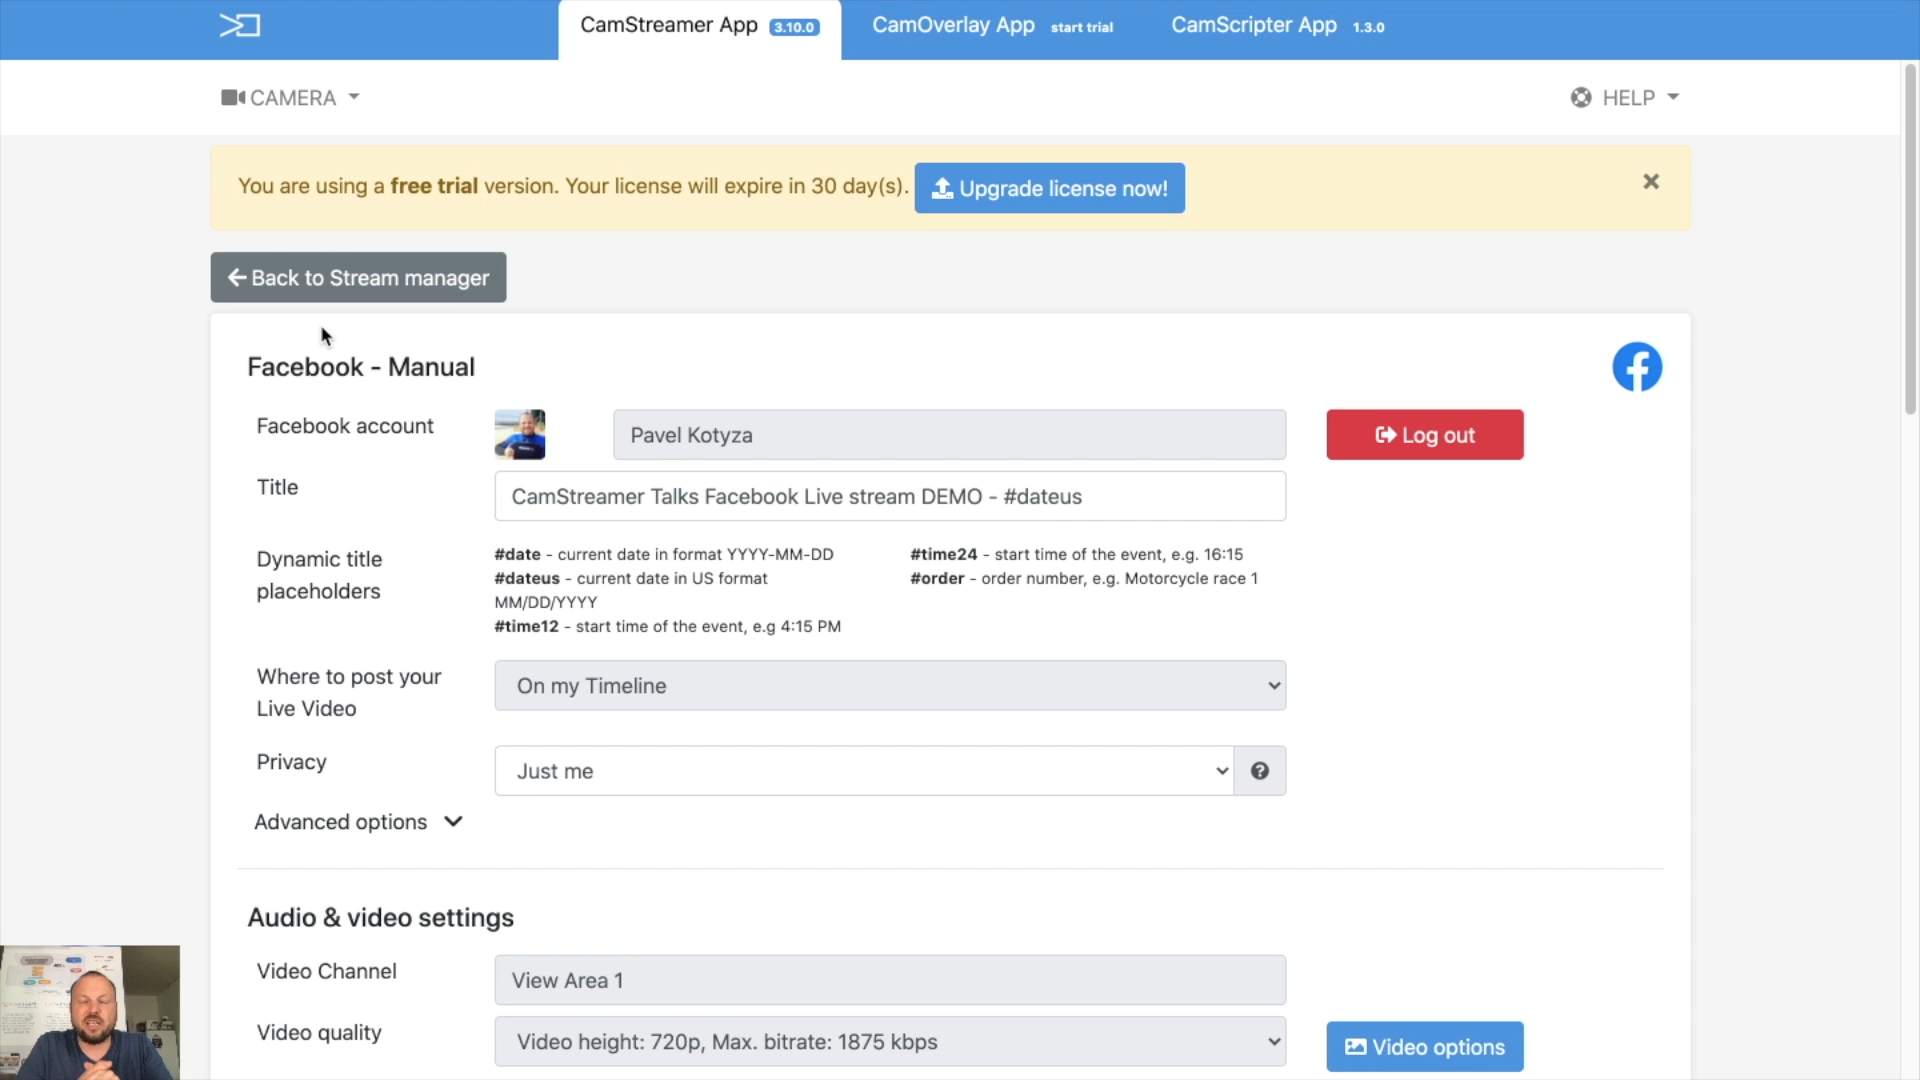 CamStreamer App 3.10.0
CamOverlay App start trial
CamScripter App 1.3.0
CAMERA
HELP
You are using a free trial version. Your license will expire in 30 day(s).
Upgrade license now!
Back to Stream manager
Facebook - Manual
Facebook account
Pavel Kotyza
Log out
Title
CamStreamer Talks Facebook Live stream DEMO - #dateus
Dynamic title
placeholders
#date - current date in format YYYY-MM-DD
#dateus - current date in US format
MM/DD/YYYY
#time12 - start time of the event, e.g 4:15 PM
#time24 - start time of the event, e.g. 16:15
#order - order number, e.g. Motorcycle race 1
Where to post your
Live Video
On my Timeline
Privacy
Just me
Advanced options
Audio & video settings
Video Channel
View Area 1
Video quality
Video height: 720p, Max. bitrate: 1875 kbps
Video options